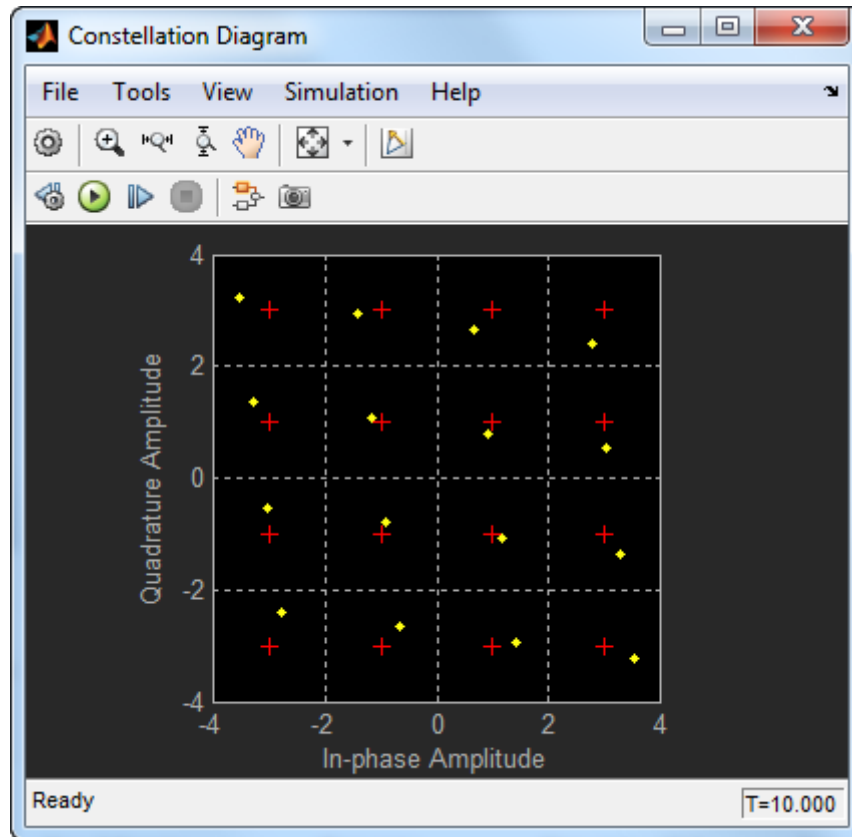 Constellation Diagram
File Tools View Simulation Help
4
2
0
-2
-4
Quadrature Amplitude
-4 -2 0 2 4
In-phase Amplitude
Ready T=10.000